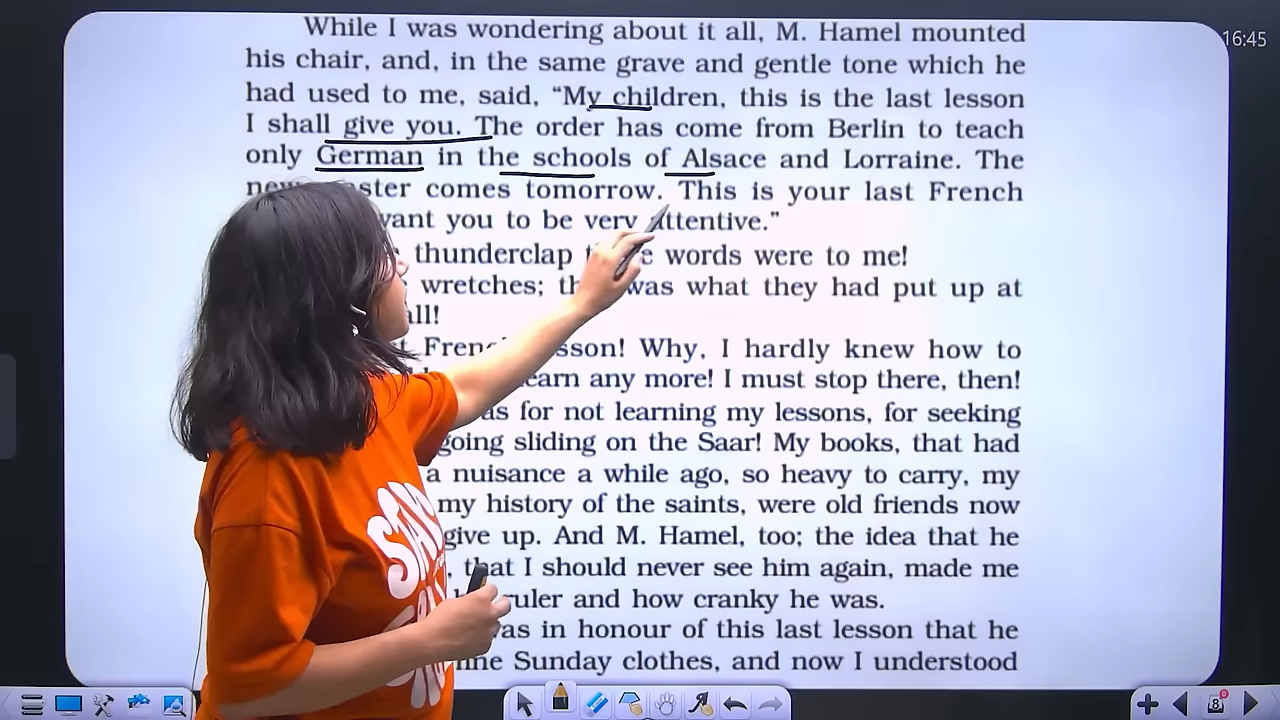 While I was wondering about it all, M. Hamel mounted
his chair, and, in the same grave and gentle tone which he
had used to me, said, “My children, this is the last lesson
I shall give you. The order has come from Berlin to teach
only German in the schools of Alsace and Lorraine. The
comes tomorrow. This is your last French
you to be very attentive.”
thunderclap words were to me!
wretches; was what they had put up at
lesson! Why, I hardly knew how to
any more! I must stop there, then!
for not learning my lessons, for seeking
going sliding on the Saar! My books, that had
a nuisance a while ago, so heavy to carry, my
my history of the saints, were old friends now
give up. And M. Hamel, too; the idea that he
that I should never see him again, made me
ruler and how cranky he was.
in honour of this last lesson that he
Sunday clothes, and now I understood
16:45
8
0